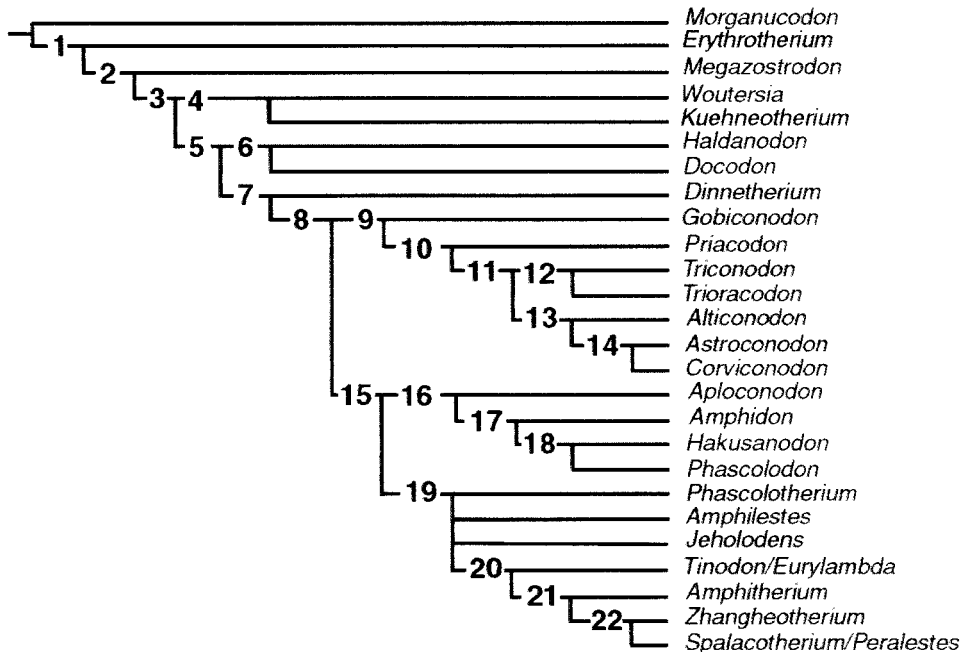 Morganucodon
1 Erythrotherium
2 Megazostrodon
3 4 Woutersia
Kuehneotherium
5 6 Haldanodon
Docodon
7 Dinnetherium
8 9 Gobiconodon
10 Priacodon
11 12 Triconodon
Trioracodon
13 Alticonodon
14 Astroconodon
Corviconodon
15 16 Aploconodon
17 Amphidon
18 Hakusanodon
Phascolodon
19 Phascolotherium
Amphilestes
Jeholodens
20 Tinodon/Eurylambda
21 Amphitherium
22 Zhangheotherium
Spalacotherium/Peralestes